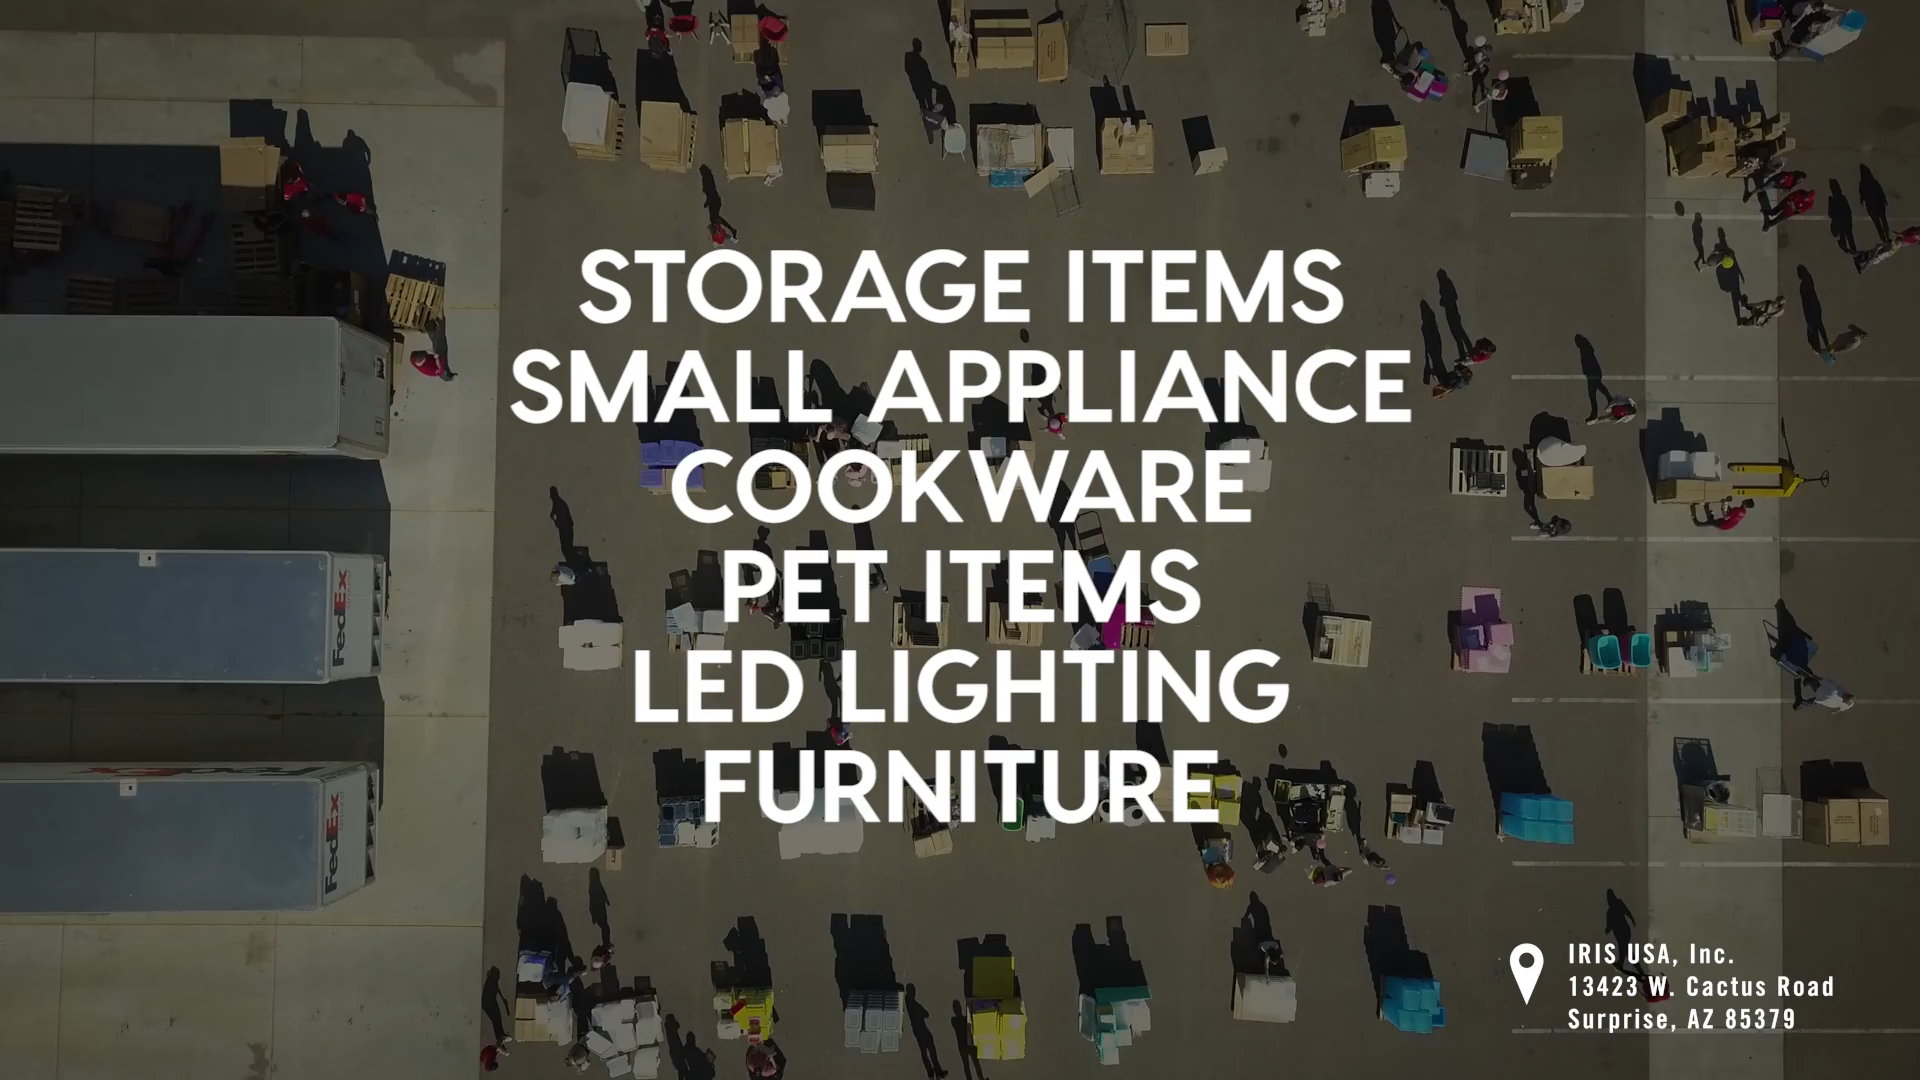 STORAGE ITEMS
SMALL APPLIANCE
COOKWARE
PET ITEMS
LED LIGHTING
FURNITURE
FedEx
FedEx
IRIS USA, Inc.
13423 W. Cactus Road
Surprise, AZ 85379